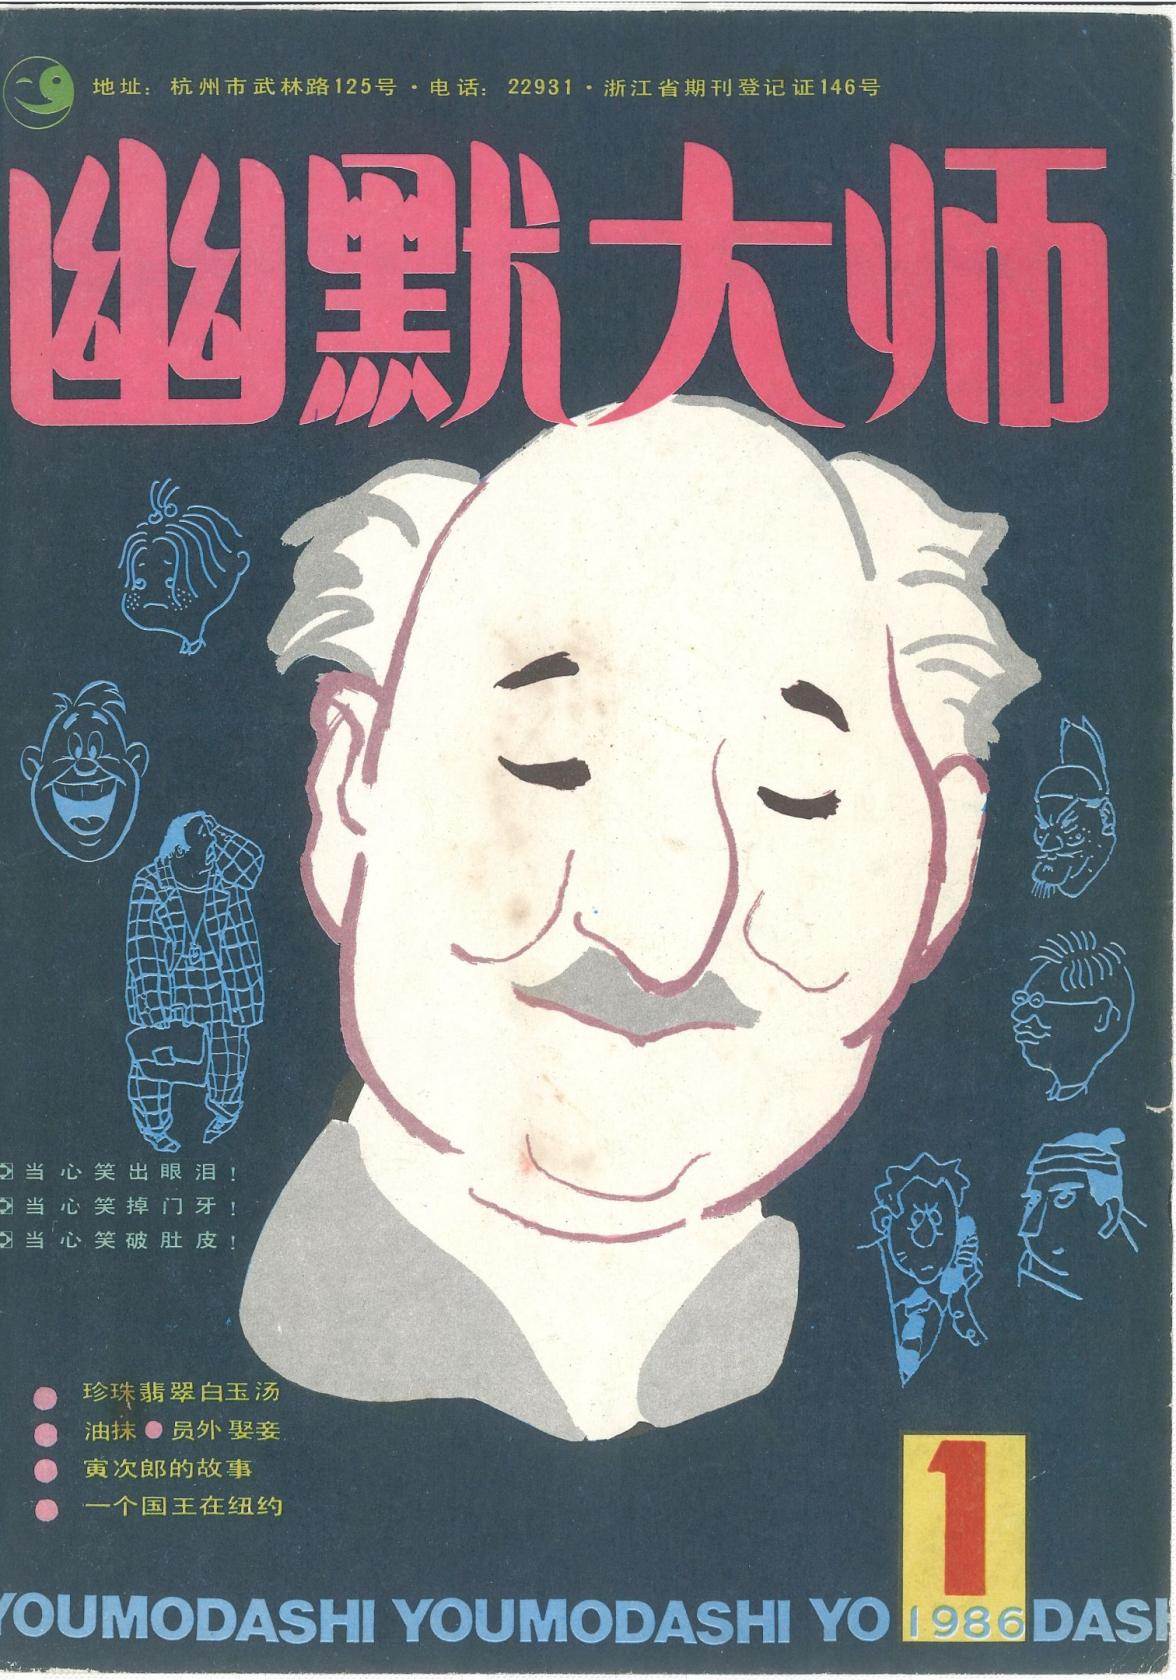 地址：杭州市武林路125号·电话：22931·浙江省期刊登记证146号
幽默大师
当心笑出眼泪！
当心笑掉门牙！
当心笑破肚皮！
珍珠翡翠白玉汤
油抹●员外娶妾
寅次郎的故事
一个国王在纽约
1
1986
YOUMODASHI YOUMODASHI YO DASH